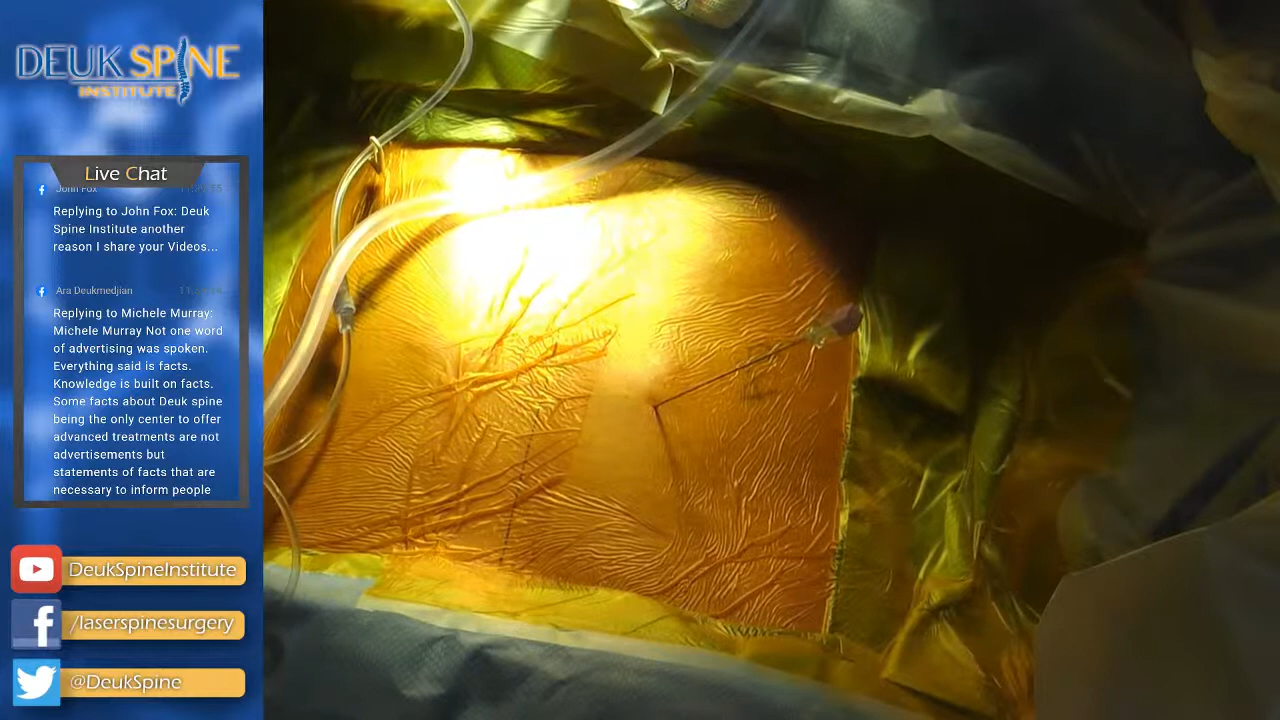 DEUK SPINE
INSTITUTE
Live Chat
John Fox
Replying to John Fox: Deuk
Spine Institute another
reason I share your Videos...
Ara Deukmedjian
Replying to Michele Murray:
Michele Murray Not one word
of advertising was spoken.
Everything said is facts.
Knowledge is built on facts.
Some facts about Deuk spine
being the only center to offer
advanced treatments are not
advertisements but
statements of facts that are
necessary to inform people
DeukSpineInstitute
/laserspinesurgery
@DeukSpine